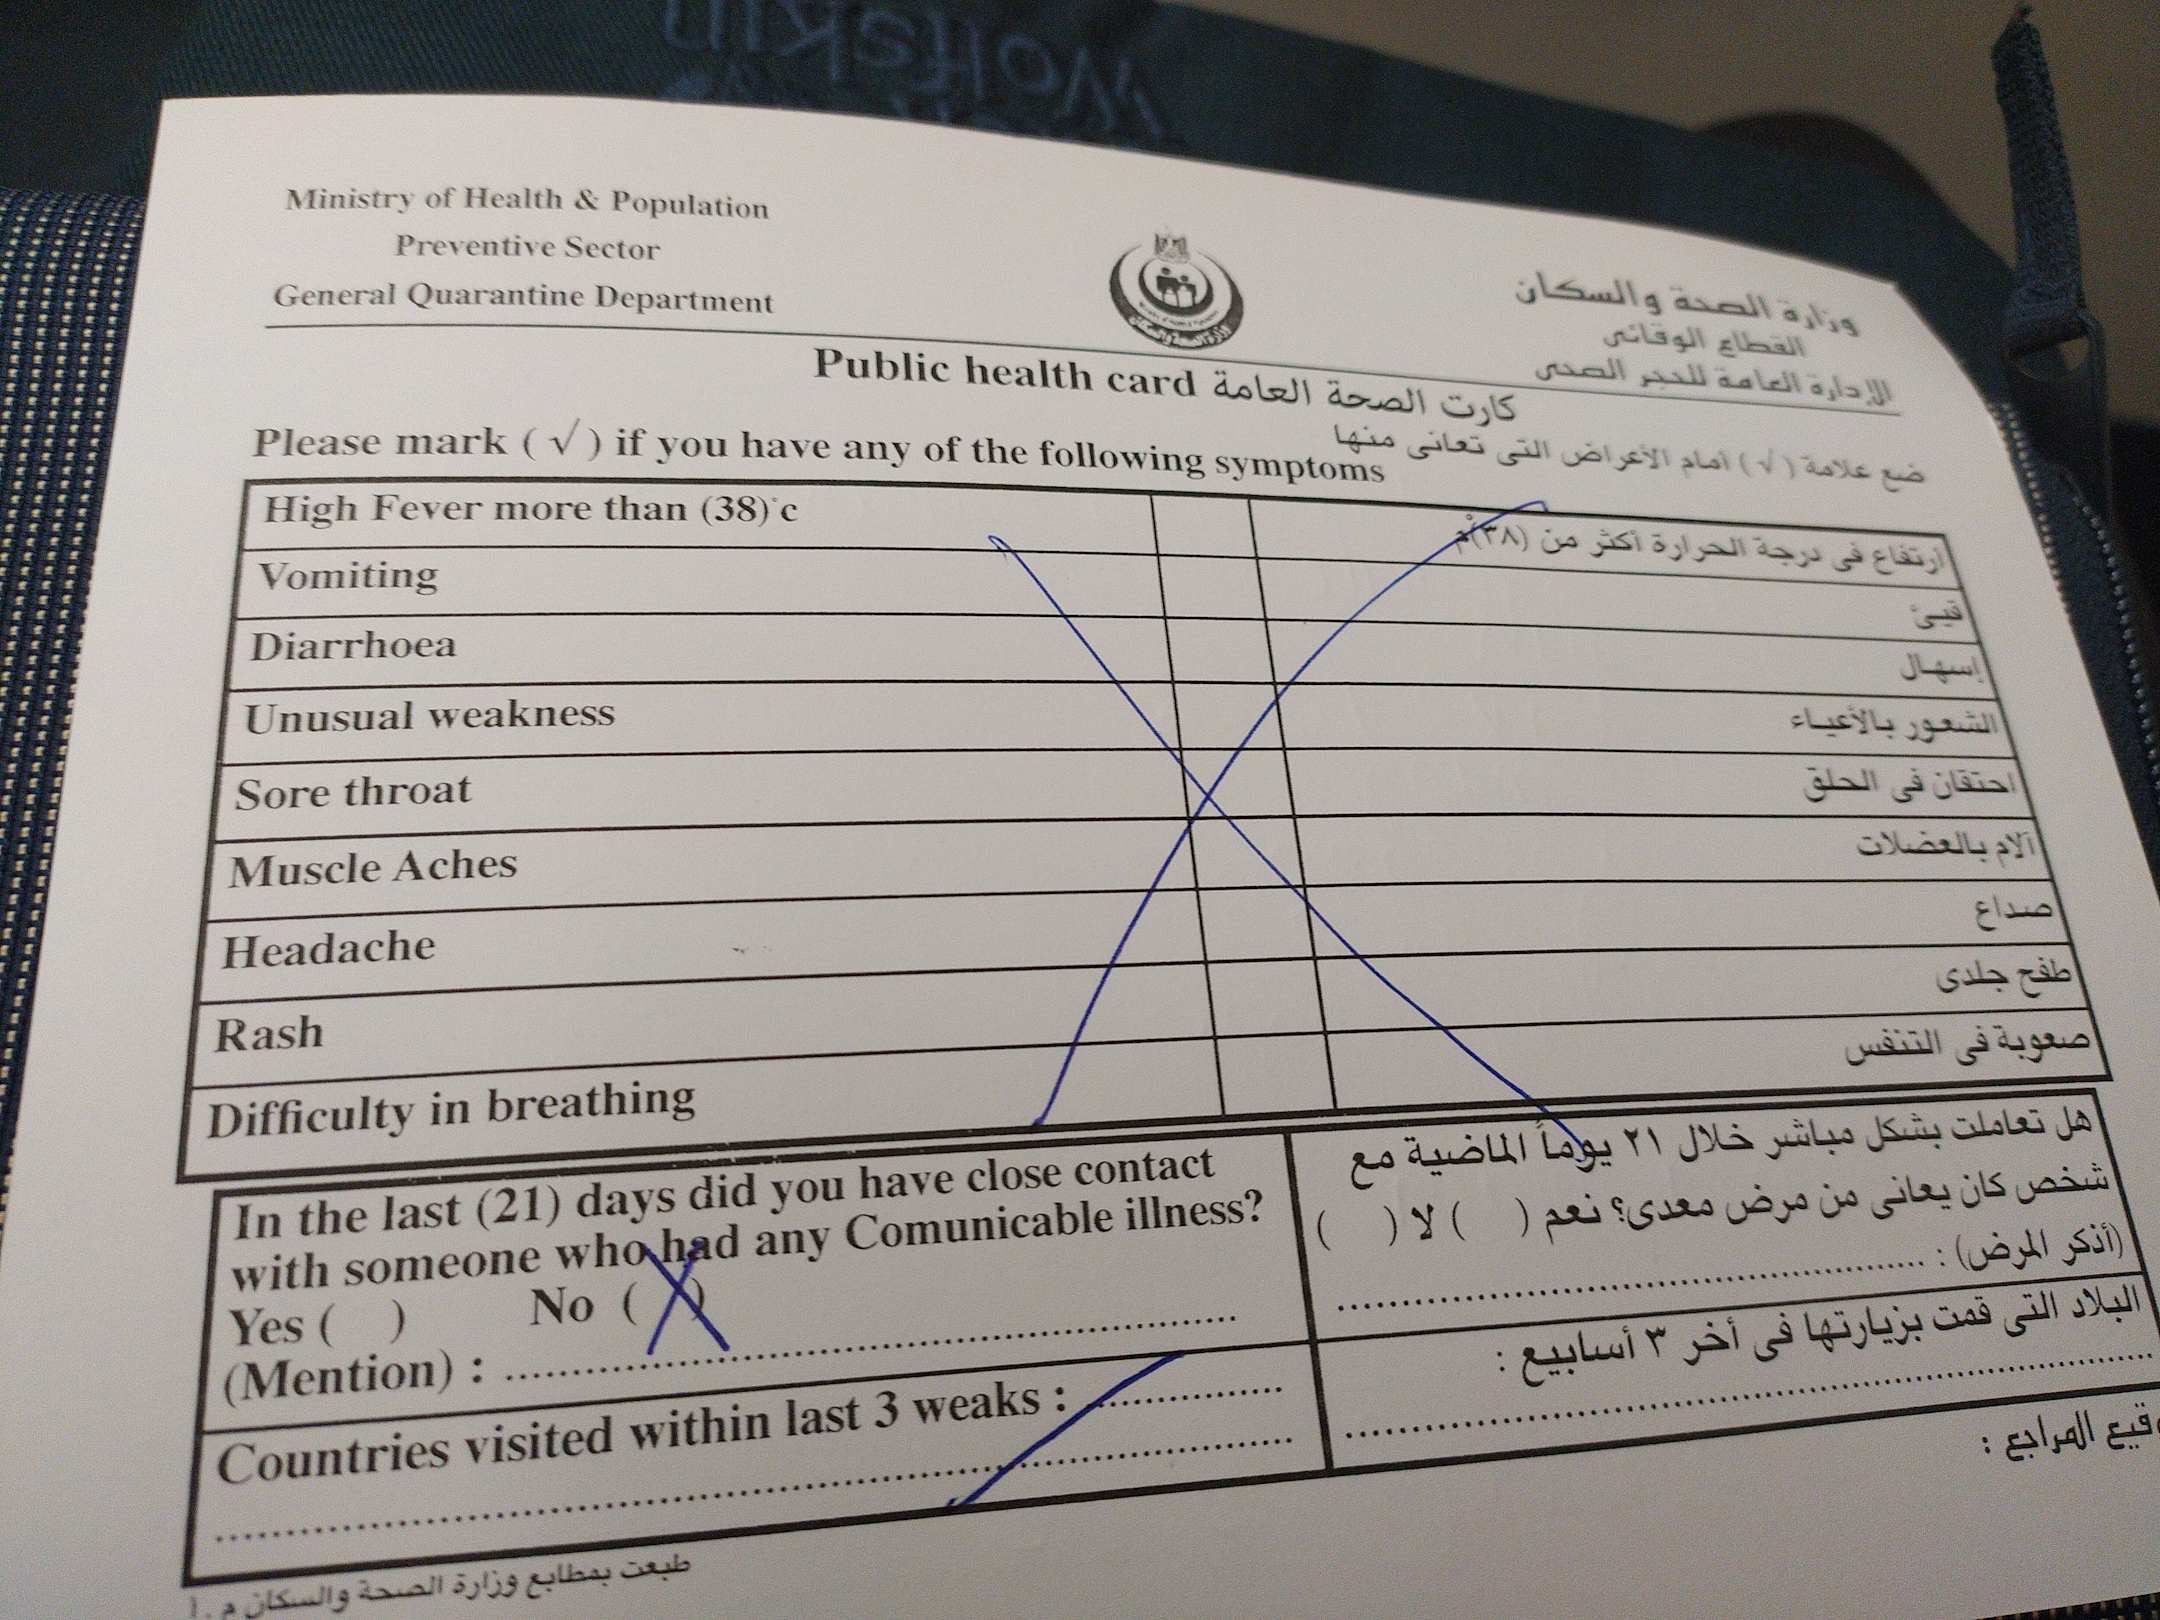 Wolfskin
Ministry of Health & Population
Preventive Sector
General Quarantine Department
وزارة الصحة والسكان
القطاع الوقائى
الإدارة العامة للحجر الصحى
Public health card كارت الصحة العامة
Please mark ( √ ) if you have any of the following symptoms
ضع علامة ( √ ) أمام الأعراض التى تعانى منها
High Fever more than (38)°c
ارتفاع فى درجة الحرارة أكثر من (٣٨)م°
Vomiting
قيئ
Diarrhoea
إسهال
Unusual weakness
الشعور بالأعياء
Sore throat
احتقان فى الحلق
Muscle Aches
آلام بالعضلات
Headache
صداع
Rash
طفح جلدى
Difficulty in breathing
صعوبة فى التنفس
In the last (21) days did you have close contact
with someone who had any Comunicable illness?
Yes (   )   No ( X )
(Mention) : ..............................
هل تعاملت بشكل مباشر خلال ٢١ يوماً الماضية مع
شخص كان يعانى من مرض معدى؟ نعم (   ) لا (   )
(أذكر المرض) : ..............................
Countries visited within last 3 weaks : ..............
..............................
البلاد التى قمت بزيارتها فى أخر ٣ أسابيع :
..............................
قيع المراجع :
طبعت بمطابع وزارة الصحة والسكان م.أ